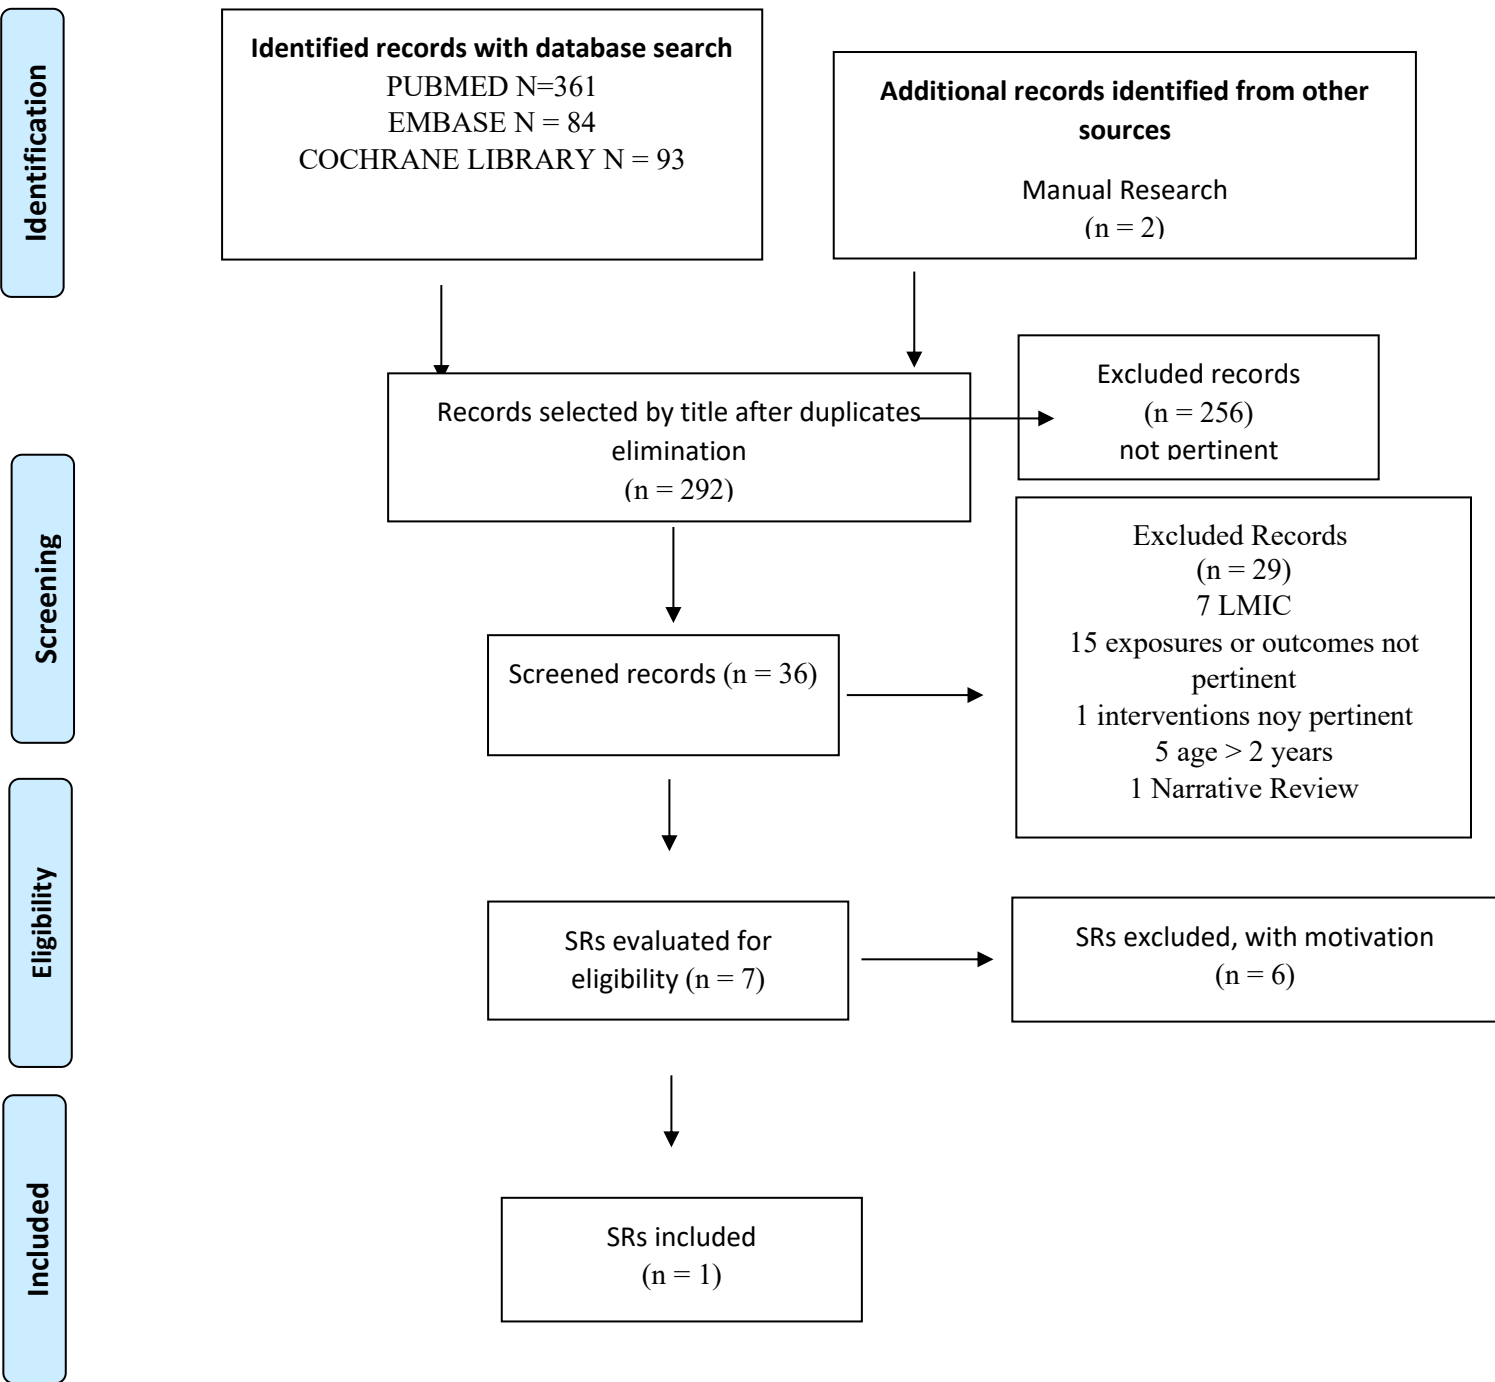 Identification
Identified records with database search
PUBMED N=361
EMBASE N = 84
COCHRANE LIBRARY N = 93
Additional records identified from other
sources
Manual Research
(n = 2)
Records selected by title after duplicates
elimination
(n = 292)
Excluded records
(n = 256)
not pertinent
Screening
Screened records (n = 36)
Excluded Records
(n = 29)
7 LMIC
15 exposures or outcomes not
pertinent
1 interventions noy pertinent
5 age > 2 years
1 Narrative Review
Eligibility
SRs evaluated for
eligibility (n = 7)
SRs excluded, with motivation
(n = 6)
Included
SRs included
(n = 1)